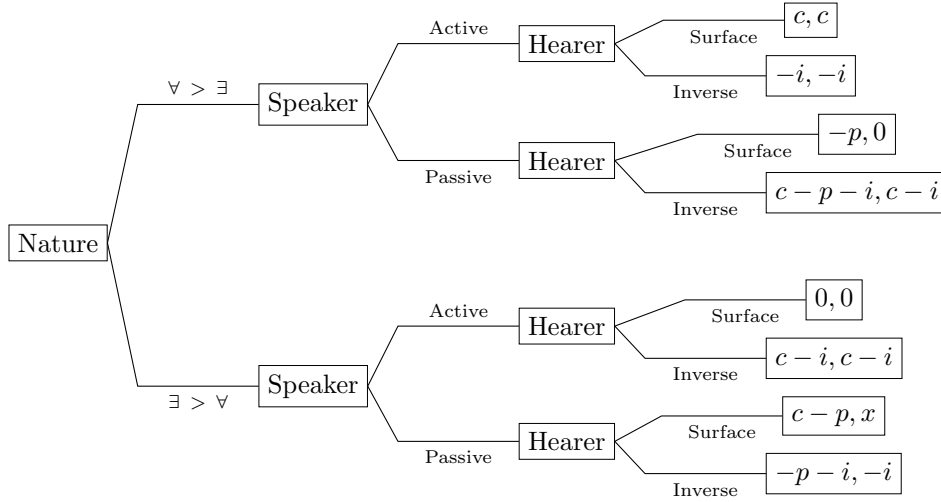 c, c
Active
Hearer
Surface
−i, −i
∀ > ∃
Inverse
Speaker
−p, 0
Hearer
Surface
Passive
c − p − i, c − i
Inverse
Nature
0, 0
Active
Hearer
Surface
c − i, c − i
Inverse
Speaker
∃ < ∀
c − p, x
Surface
Hearer
Passive
−p − i, −i
Inverse